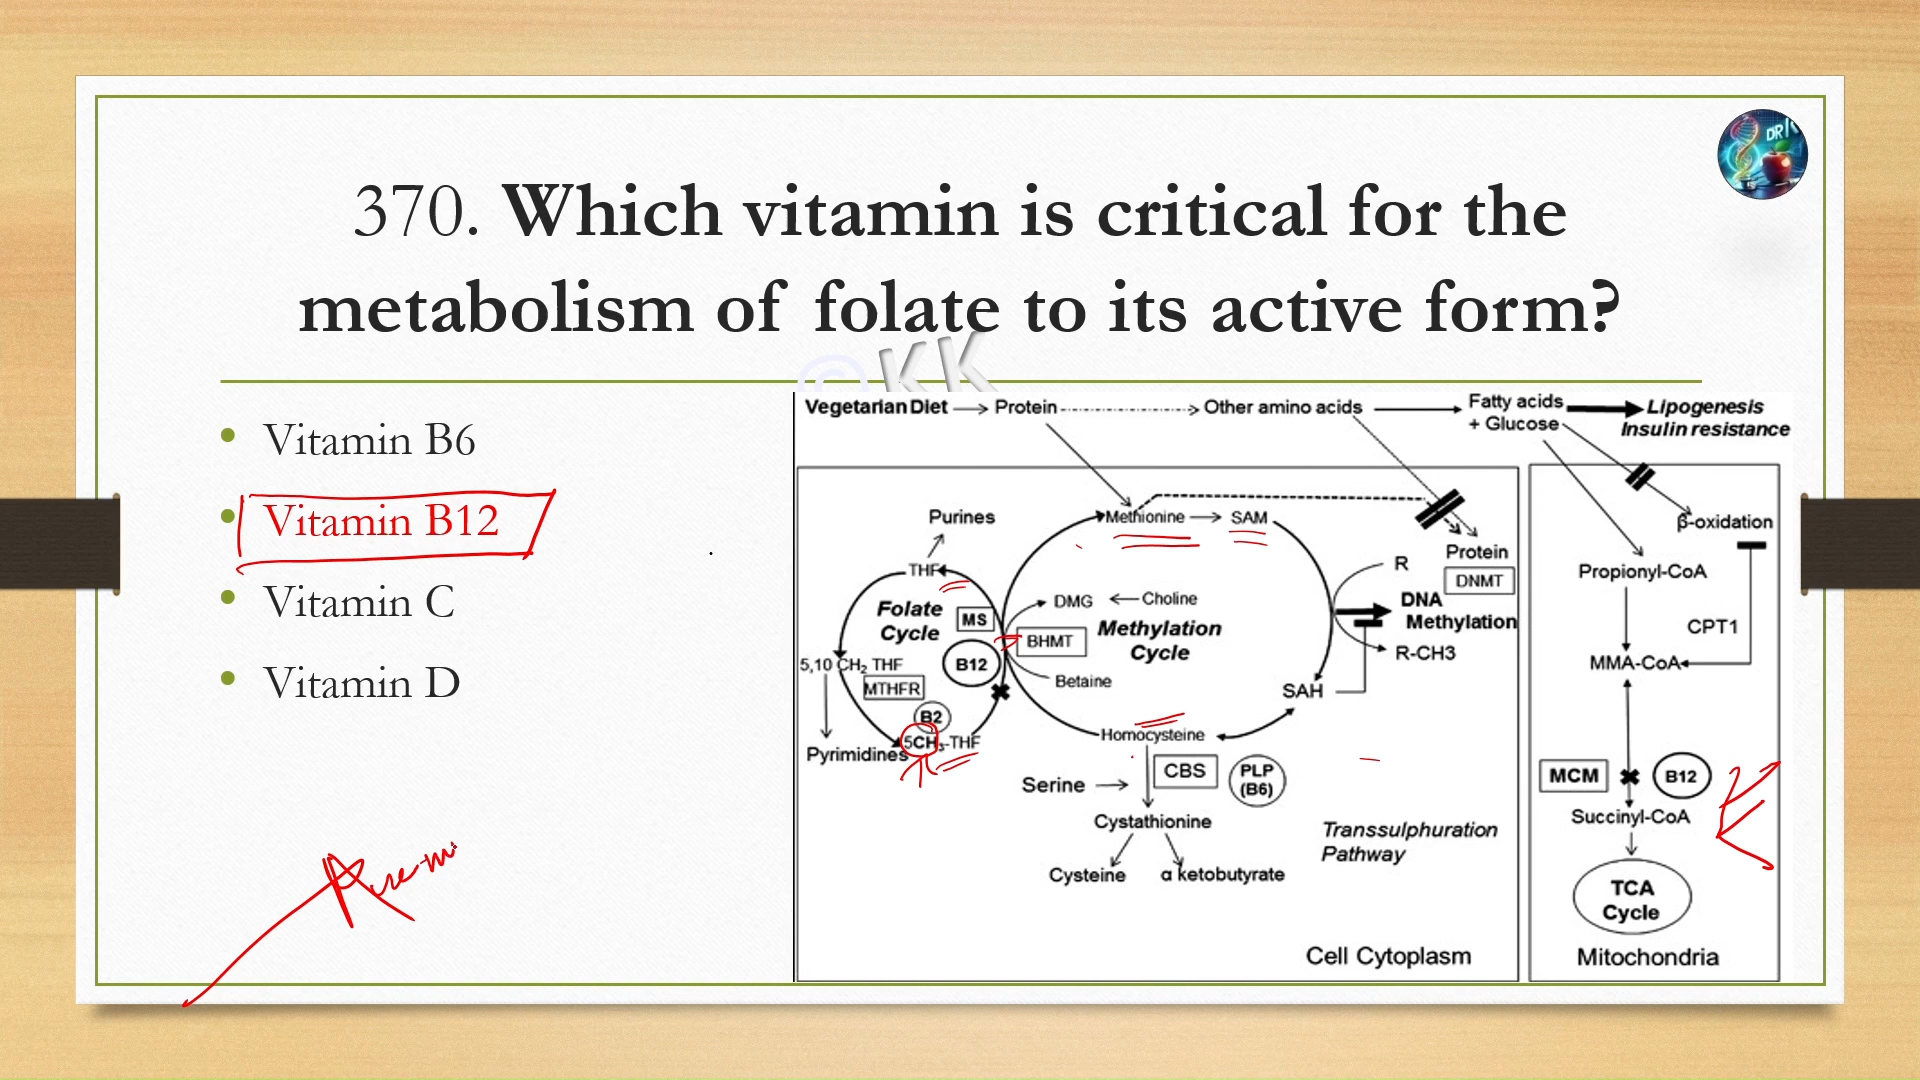 DR K
370. Which vitamin is critical for the
metabolism of folate to its active form?
©KK
Vitamin B6
Vitamin B12
Vitamin C
Vitamin D
Vegetarian Diet Protein Other amino acids Fatty acids + Glucose Lipogenesis
Insulin resistance
Purines Methionine SAM
β-oxidation
THF
R
Protein
DNMT
Propionyl-CoA
Folate Cycle
MS
DMG Choline
DNA Methylation
BHMT
Methylation Cycle
CPT1
5,10 CH2 THF
B12
R-CH3
MMA-CoA
MTHFR
Betaine
SAH
B2
5CH3-THF
Homocysteine
Pyrimidines
Serine
CBS
PLP (B6)
MCM B12
Cystathionine
Succinyl-CoA
Transsulphuration Pathway
Cysteine α ketobutyrate
TCA Cycle
Cell Cytoplasm
Mitochondria